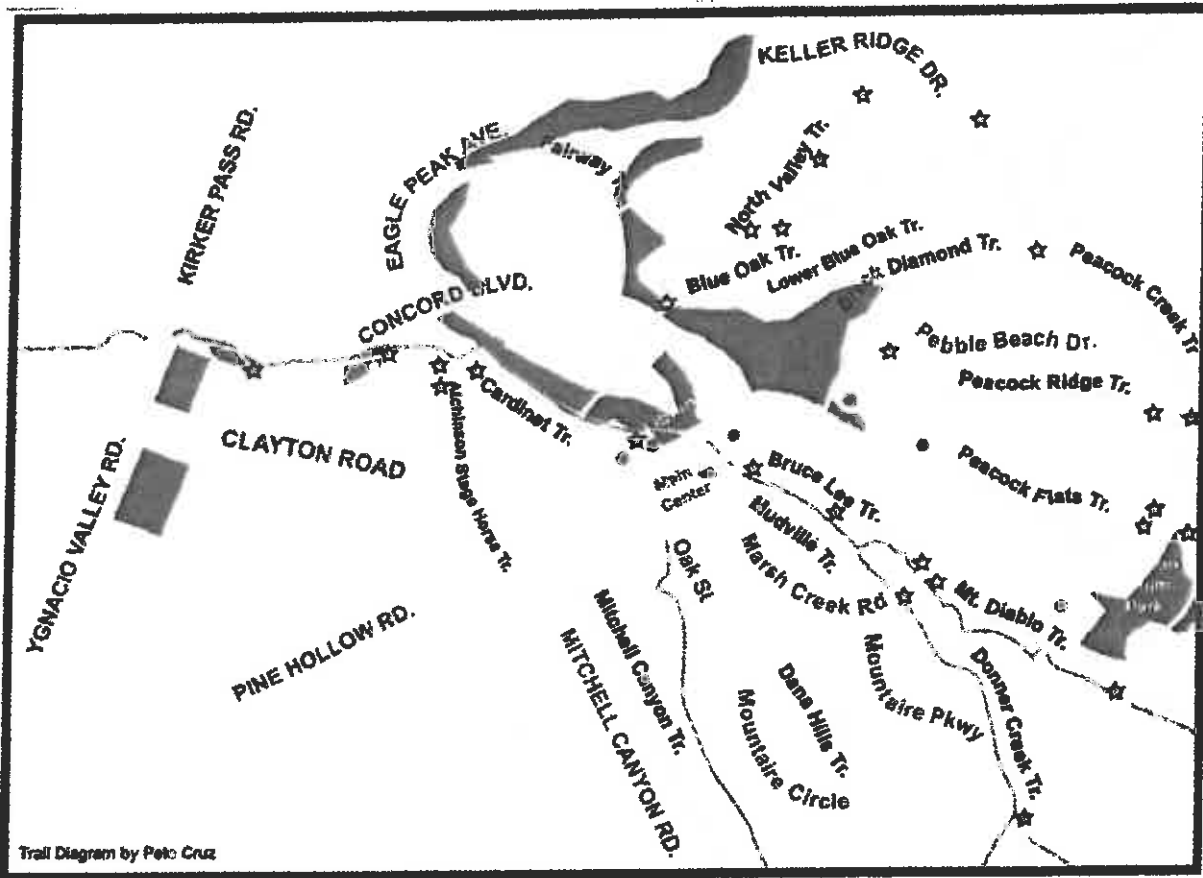 KELLER RIDGE DR.
KIRKER PASS RD.
EAGLE PEAK AVE.
Fairway
North Valley Tr.
Blue Oak Tr.
Lower Blue Oak Tr.
Diamond Tr.
Peacock Creek Tr
CONCORD BLVD.
Pebble Beach Dr.
Peacock Ridge Tr.
Cardinet Tr.
CLAYTON ROAD
YGNACIO VALLEY RD.
Atchinson Stage Horse Tr.
Main
Center
Bruce Lee Tr.
Peacock Flats Tr.
Hudville Tr.
Marsh Creek Rd
Oak St
Mt. Diablo Tr.
PINE HOLLOW RD.
Mitchell Canyon Tr.
MITCHELL CANYON RD.
Dana Hills Tr.
Mountaire Circle
Mountaire Pkwy
Donner Creek Tr.
Trail Diagram by Pete Cruz